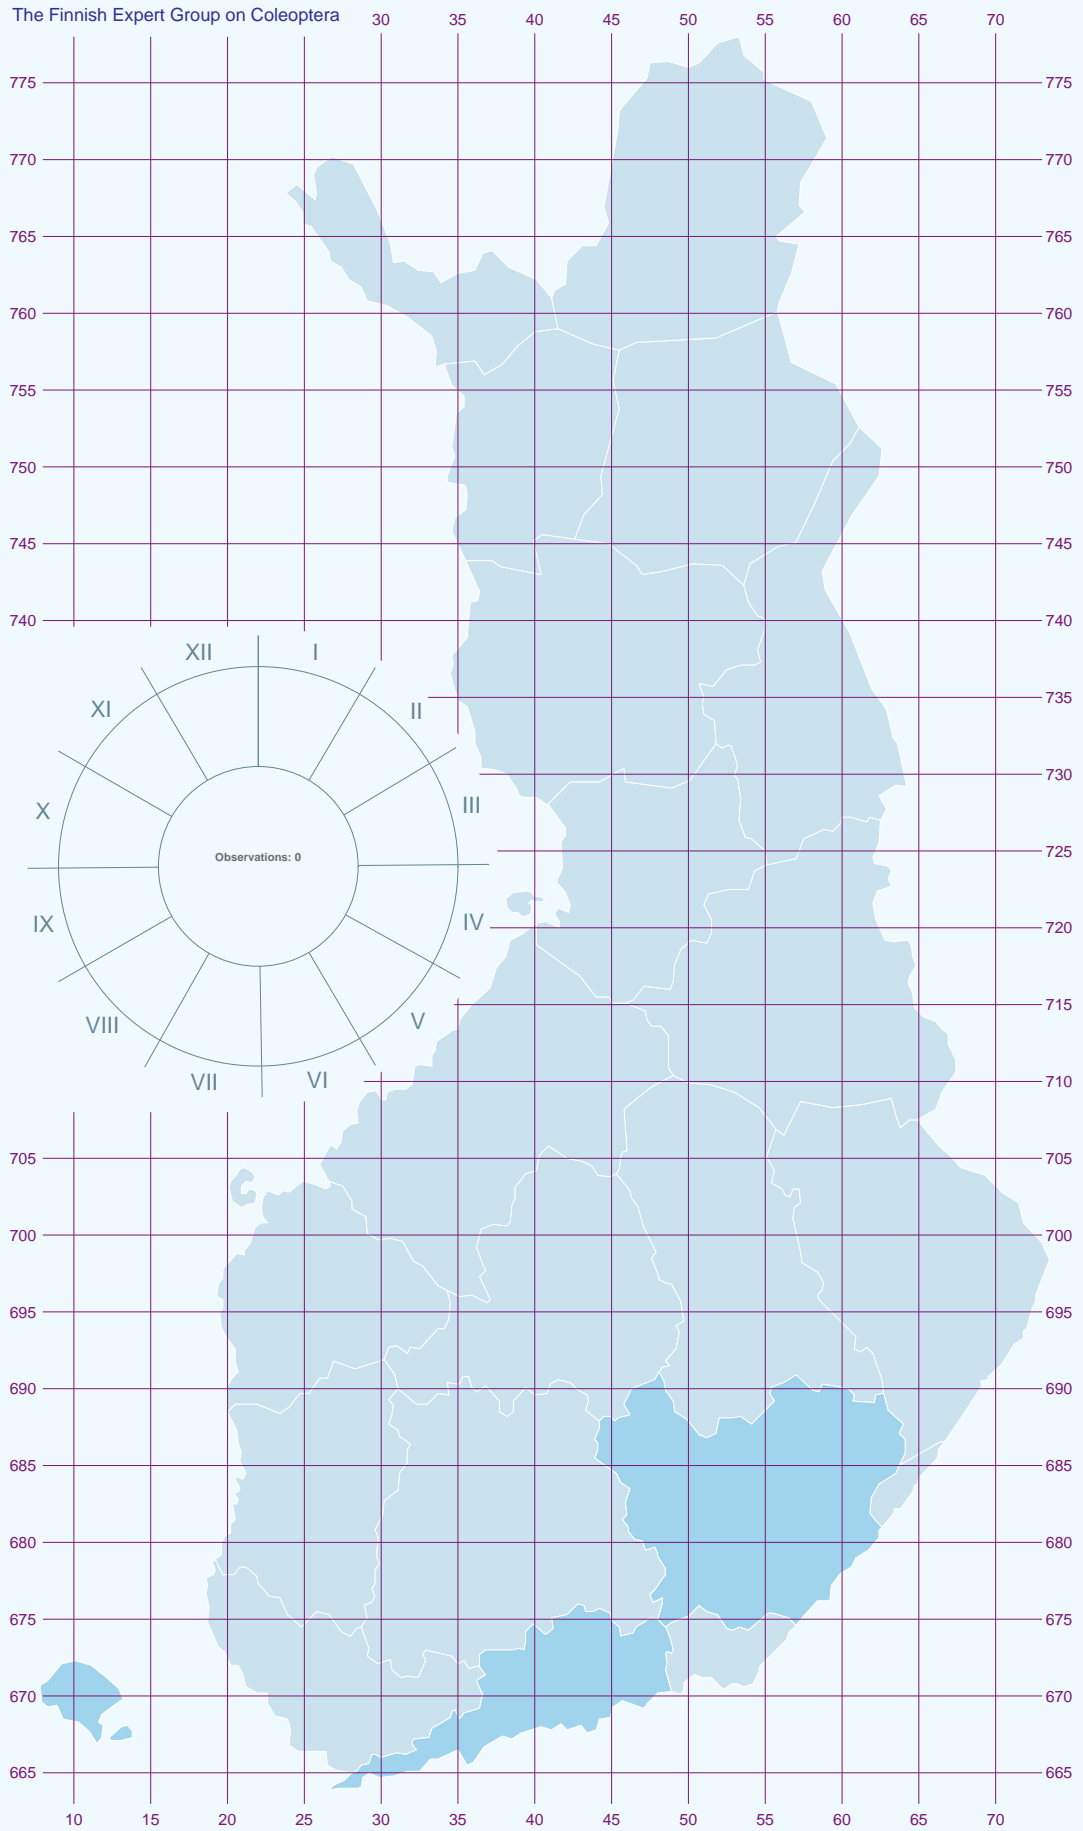 The Finnish Expert Group on Coleoptera
30 35 40 45 50 55 60 65 70
775 775
770 770
765 765
760 760
755 755
750 750
745 745
740 740
XII I
XI II
735
730
X III
Observations: 0
725
IX IV
720
715
VIII V
VII VI
710 710
705 705
700 700
695 695
690 690
685 685
680 680
675 675
670 670
665 665
10 15 20 25 30 35 40 45 50 55 60 65 70